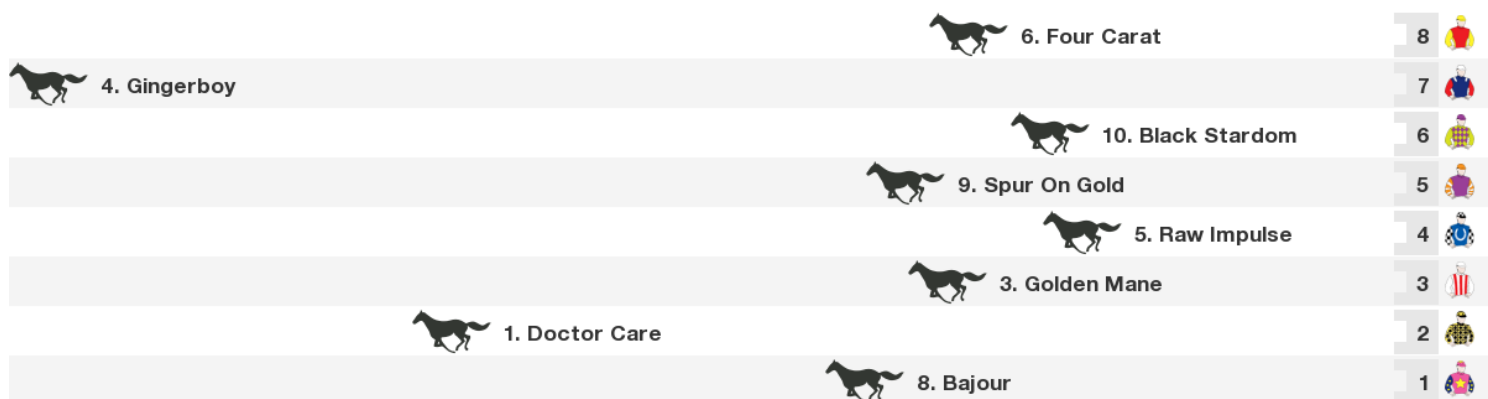 6. Four Carat 8
4. Gingerboy 7
10. Black Stardom 6
9. Spur On Gold 5
5. Raw Impulse 4
3. Golden Mane 3
1. Doctor Care 2
8. Bajour 1